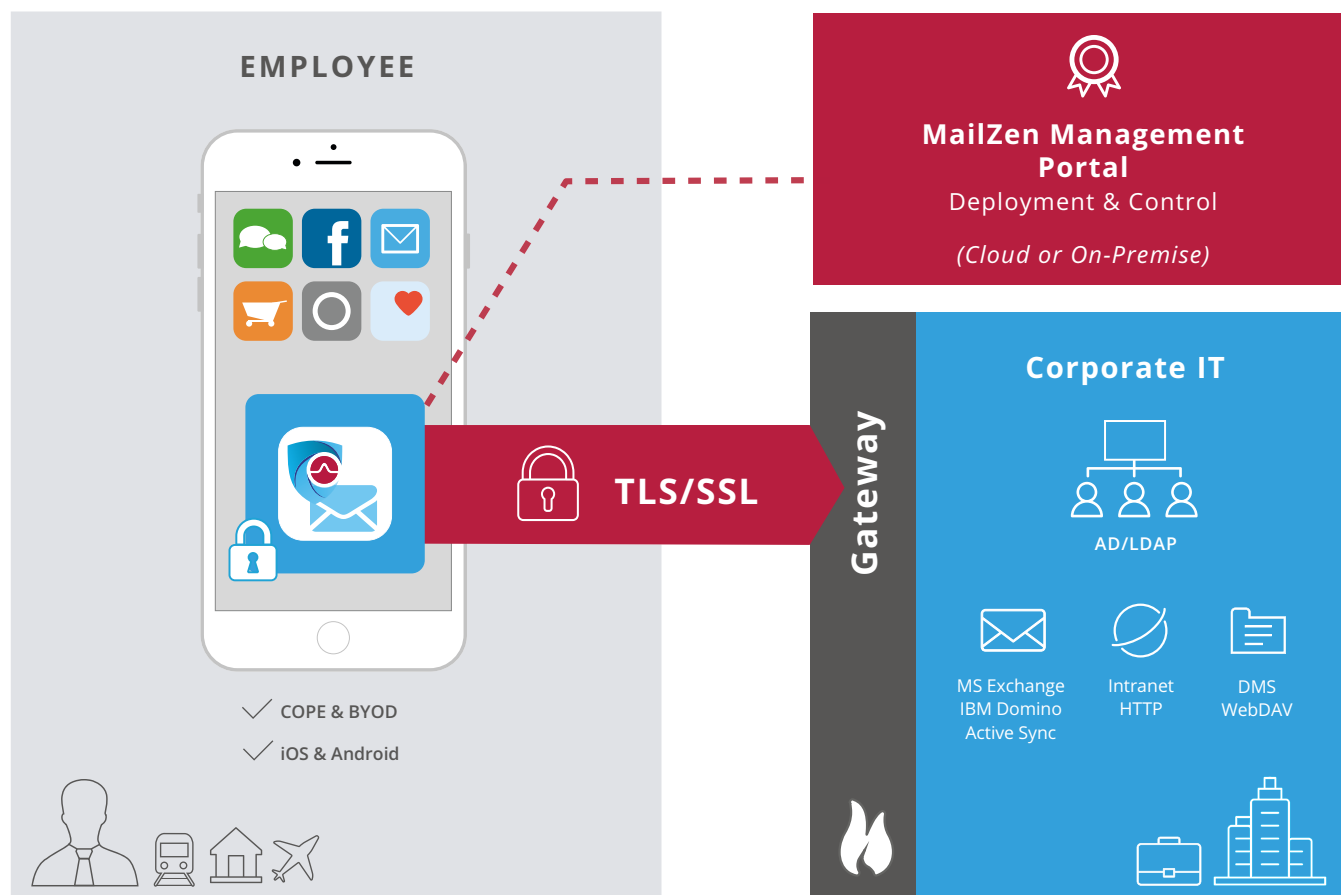 EMPLOYEE
COPE & BYOD
iOS & Android
TLS/SSL
MailZen Management
Portal
Deployment & Control
(Cloud or On-Premise)
Gateway
Corporate IT
AD/LDAP
MS Exchange
IBM Domino
Active Sync
Intranet
HTTP
DMS
WebDAV